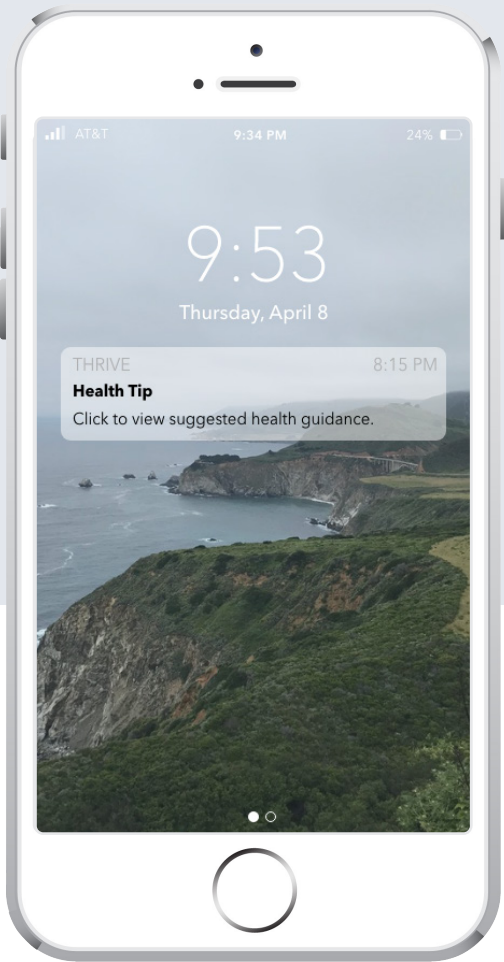 AT&T 9:34 PM 24%
9:53
Thursday, April 8
THRIVE 8:15 PM
Health Tip
Click to view suggested health guidance.